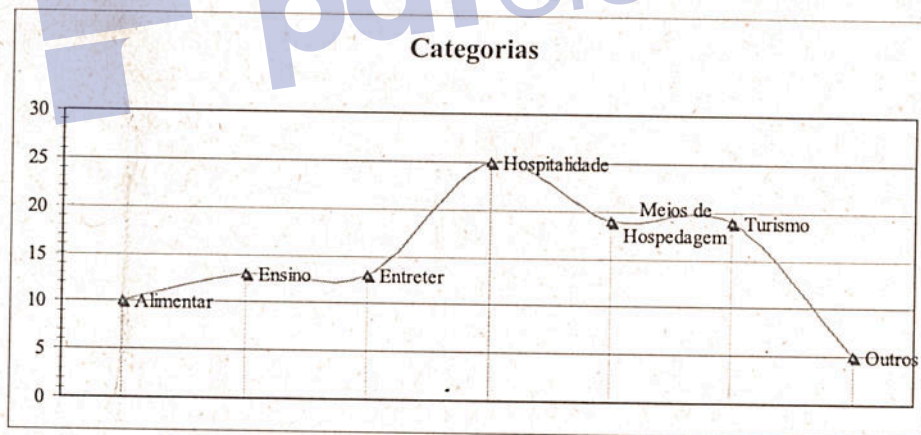 Categorias
30
25
20
15
10
5
0
Alimentar
Ensino
Entreter
Hospitalidade
Meios de
Hospedagem
Turismo
Outros